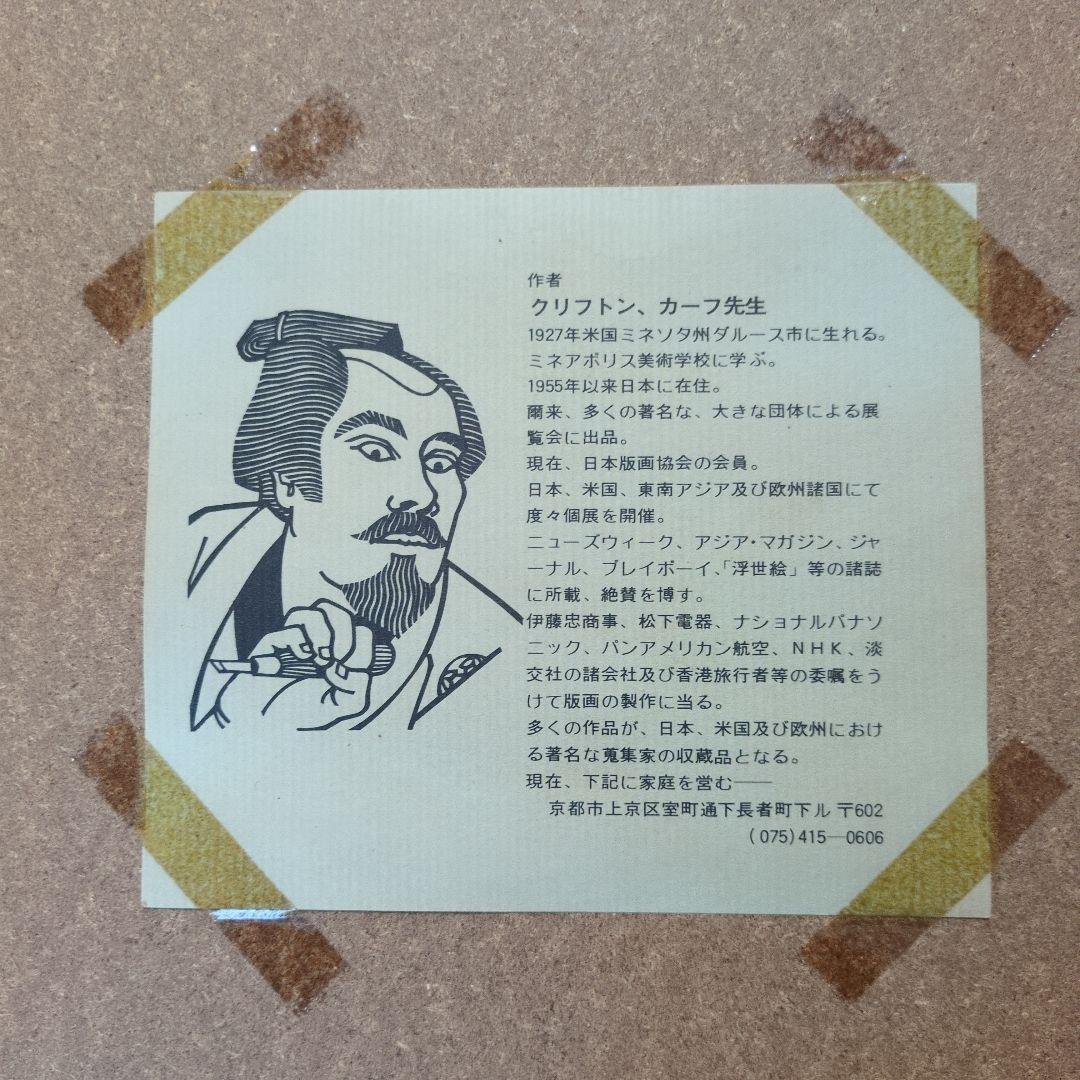 作者
クリフトン、カーフ先生
1927年米国ミネソタ州ダルース市に生れる。
ミネアポリス美術学校に学ぶ。
1955年以来日本に在住。
爾来、多くの著名な、大きな団体による展
覧会に出品。
現在、日本版画協会の会員。
日本、米国、東南アジア及び欧州諸国にて
度々個展を開催。
ニューズウィーク、アジア・マガジン、ジャ
ーナル、プレイボーイ、「浮世絵」等の諸誌
に所載、絶賛を博す。
伊藤忠商事、松下電器、ナショナルパナソ
ニック、パンアメリカン航空、NHK、淡
交社の諸会社及び香港旅行者等の委嘱をう
けて版画の製作に当る。
多くの作品が、日本、米国及び欧州におけ
る著名な蒐集家の収蔵品となる。
現在、下記に家庭を営む——
京都市上京区室町通下長者町下ル 〒602
(075)415—0606